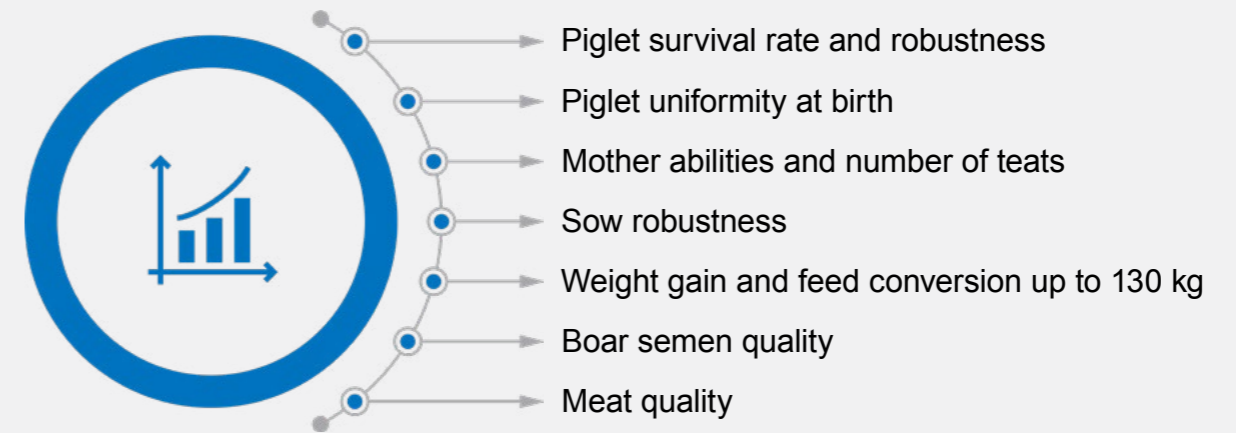 Piglet survival rate and robustness
Piglet uniformity at birth
Mother abilities and number of teats
Sow robustness
Weight gain and feed conversion up to 130 kg
Boar semen quality
Meat quality